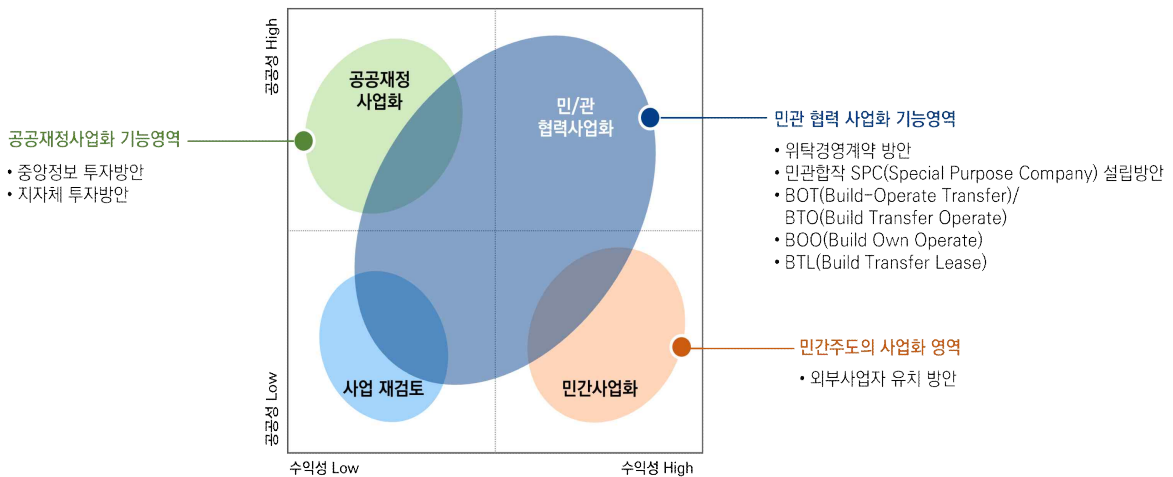 공공성 High
공공재정
사업화
민/관
협력사업화
공공재정사업화 기능영역
• 중앙정보 투자방안
• 지자체 투자방안
민관 협력 사업화 기능영역
• 위탁경영계약 방안
• 민관합작 SPC(Special Purpose Company) 설립방안
• BOT(Build-Operate Transfer)/
BTO(Build Transfer Operate)
• BOO(Build Own Operate)
• BTL(Build Transfer Lease)
사업 재검토
민간사업화
민간주도의 사업화 영역
• 외부사업자 유치 방안
공공성 Low
수익성 Low
수익성 High